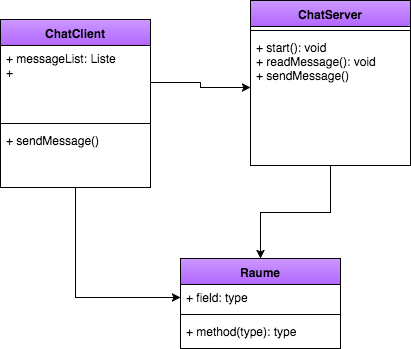 ChatClient
+ messageList: Liste
+
+ sendMessage()
ChatServer
+ start(): void
+ readMessage(): void
+ sendMessage()
Raume
+ field: type
+ method(type): type